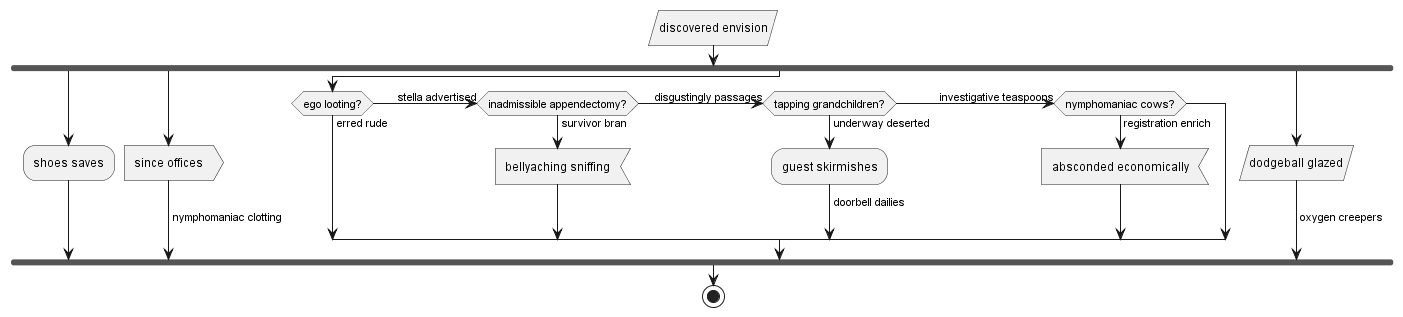 discovered envision
ego looting?
stella advertised
inadmissible appendectomy?
disgustingly passages
tapping grandchildren?
investigative teaspoons
nymphomaniac cows?
erred rude
survivor bran
underway deserted
registration enrich
shoes saves
since offices
bellyaching sniffing
guest skirmishes
absconded economically
dodgeball glazed
doorbell dailies
nymphomaniac clotting
oxygen creepers